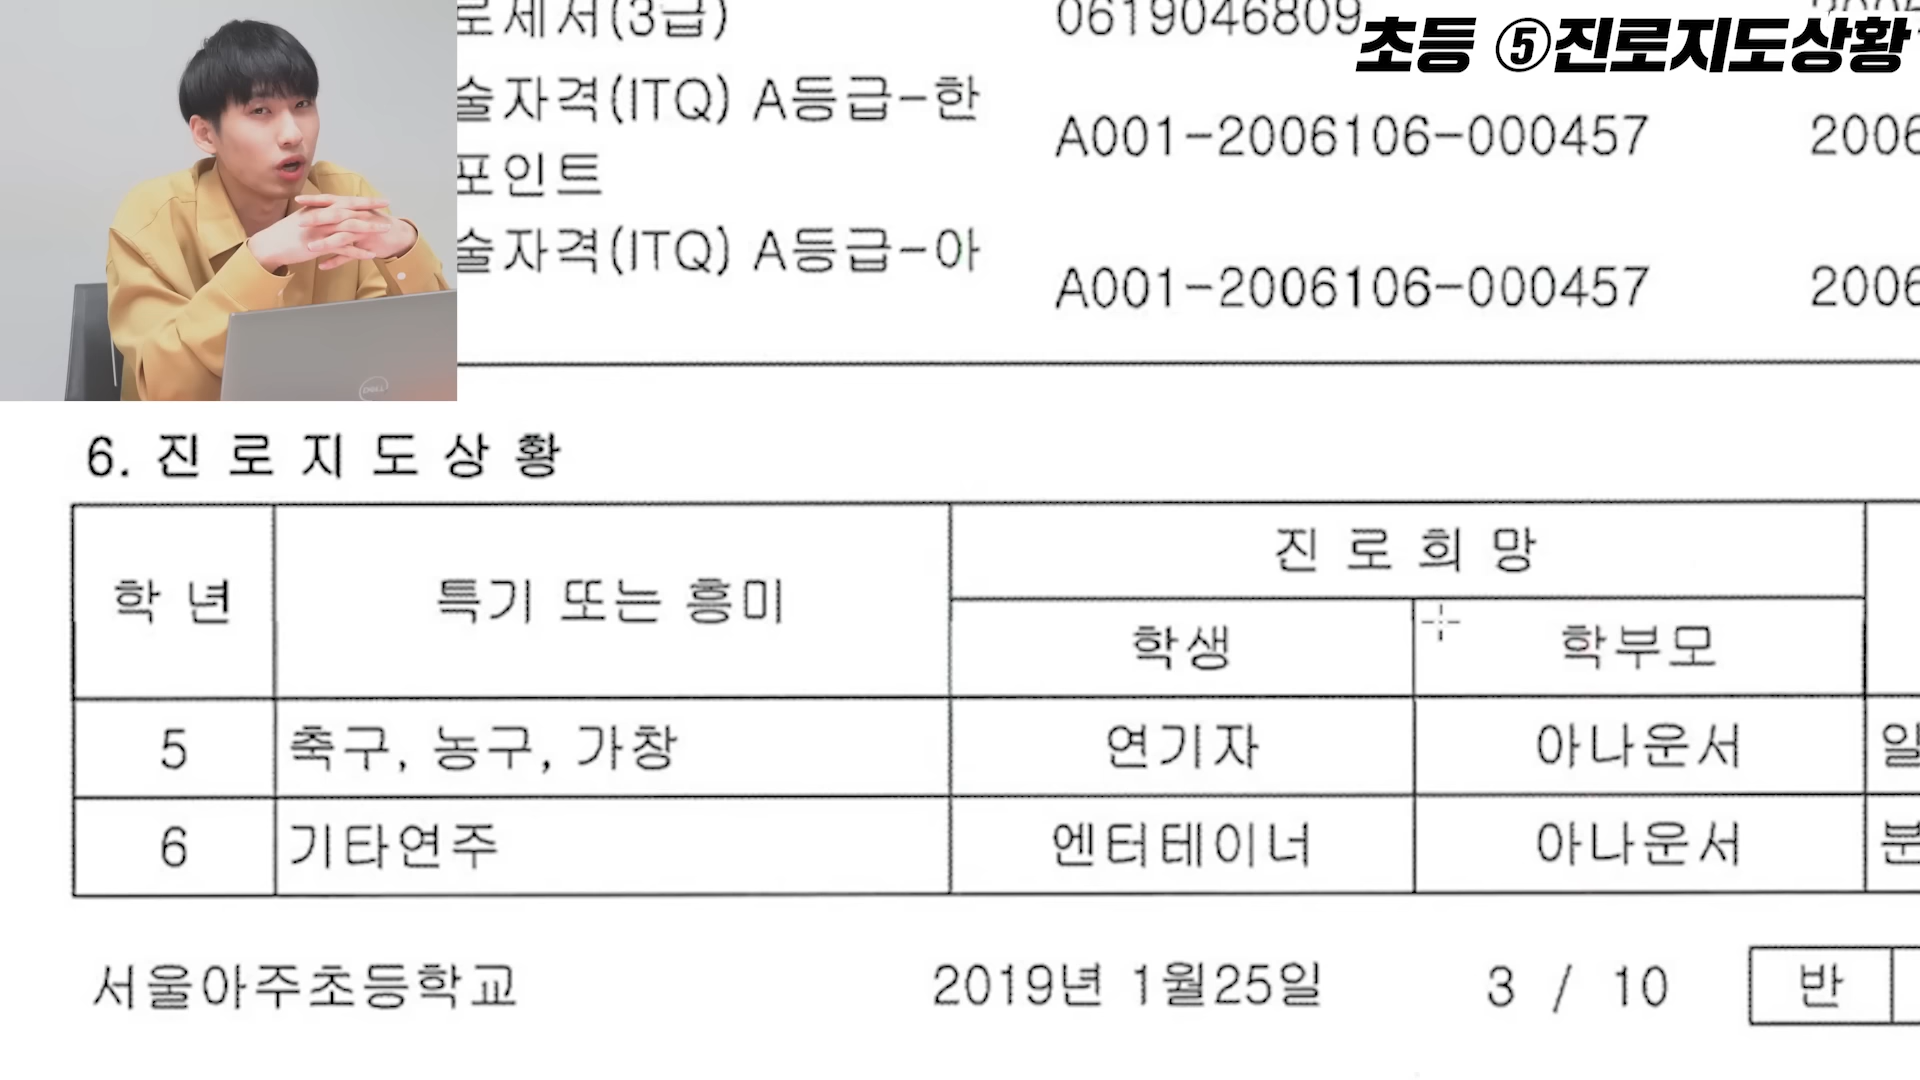 초등 ⑤진로지도상황
로세서(3급) 0619046809
술자격(ITQ) A등급-한
A001-2006106-000457 2006
포인트
술자격(ITQ) A등급-아
A001-2006106-000457 2006
DELL
6. 진 로 지 도 상 황
학 년 특기 또는 흥미 진 로 희 망
학생 학부모
5 축구, 농구, 가창 연기자 아나운서 일
6 기타연주 엔터테이너 아나운서 분
서울아주초등학교 2019년 1월25일 3 / 10 반